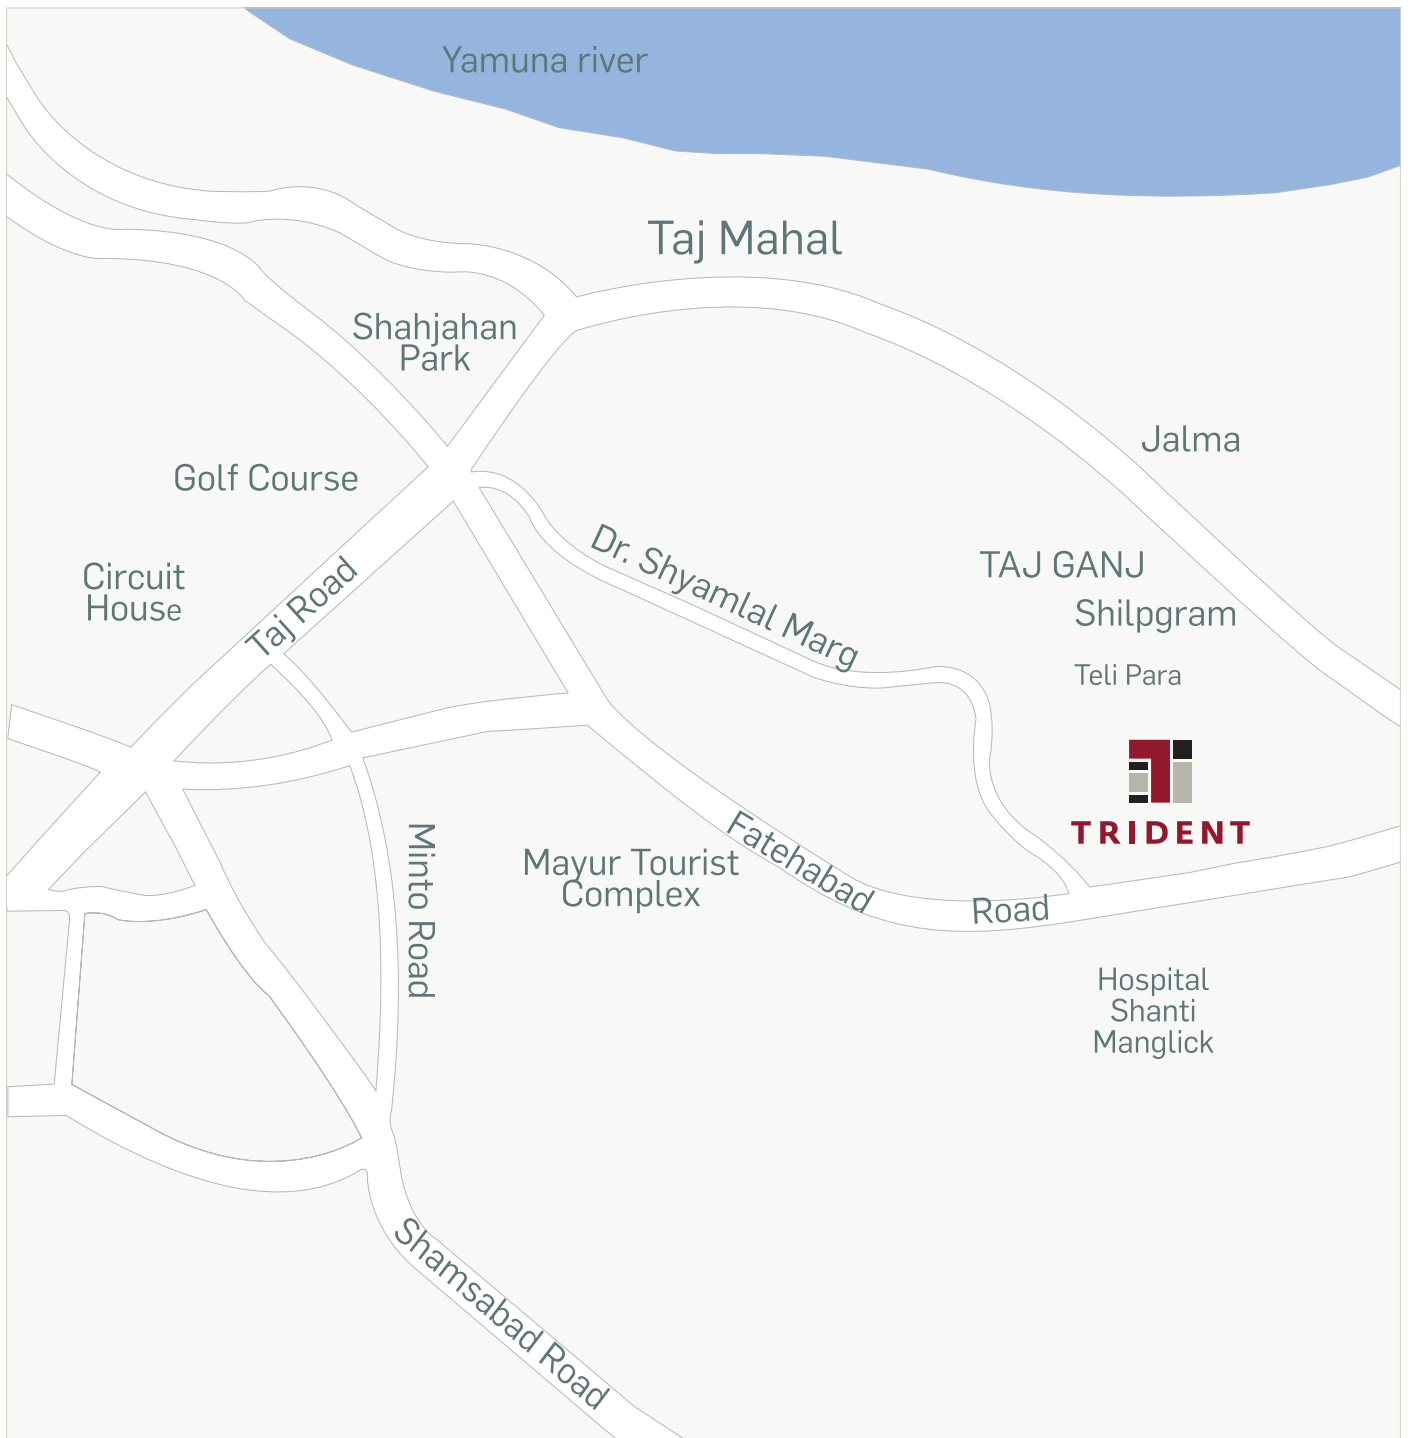 Yamuna river
Taj Mahal
Shahjahan
Park
Jalma
Golf Course
Dr. Shyamlal Marg
TAJ GANJ
Circuit
House
Taj Road
Shilpgram
Teli Para
TRIDENT
Minto Road
Mayur Tourist
Complex
Fatehabad
Road
Hospital
Shanti
Manglick
Shamsabad Road